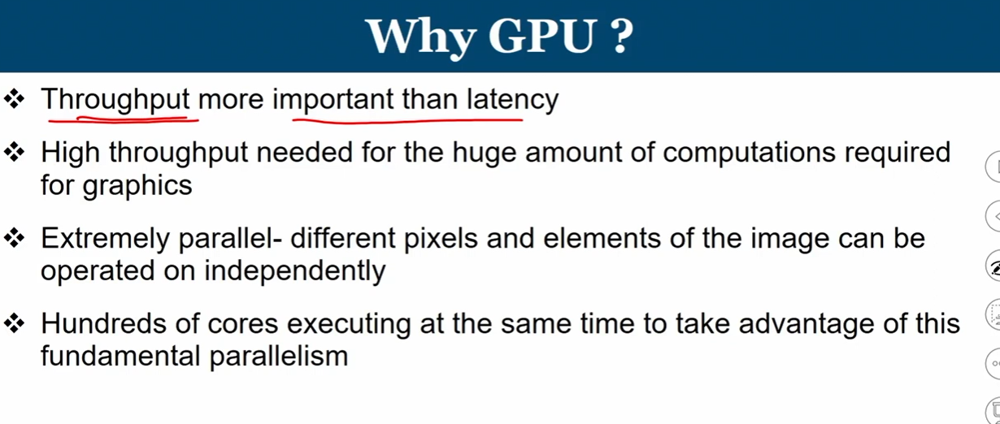 Why GPU ?
❖ Throughput more important than latency
❖ High throughput needed for the huge amount of computations required
for graphics
❖ Extremely parallel- different pixels and elements of the image can be
operated on independently
❖ Hundreds of cores executing at the same time to take advantage of this
fundamental parallelism